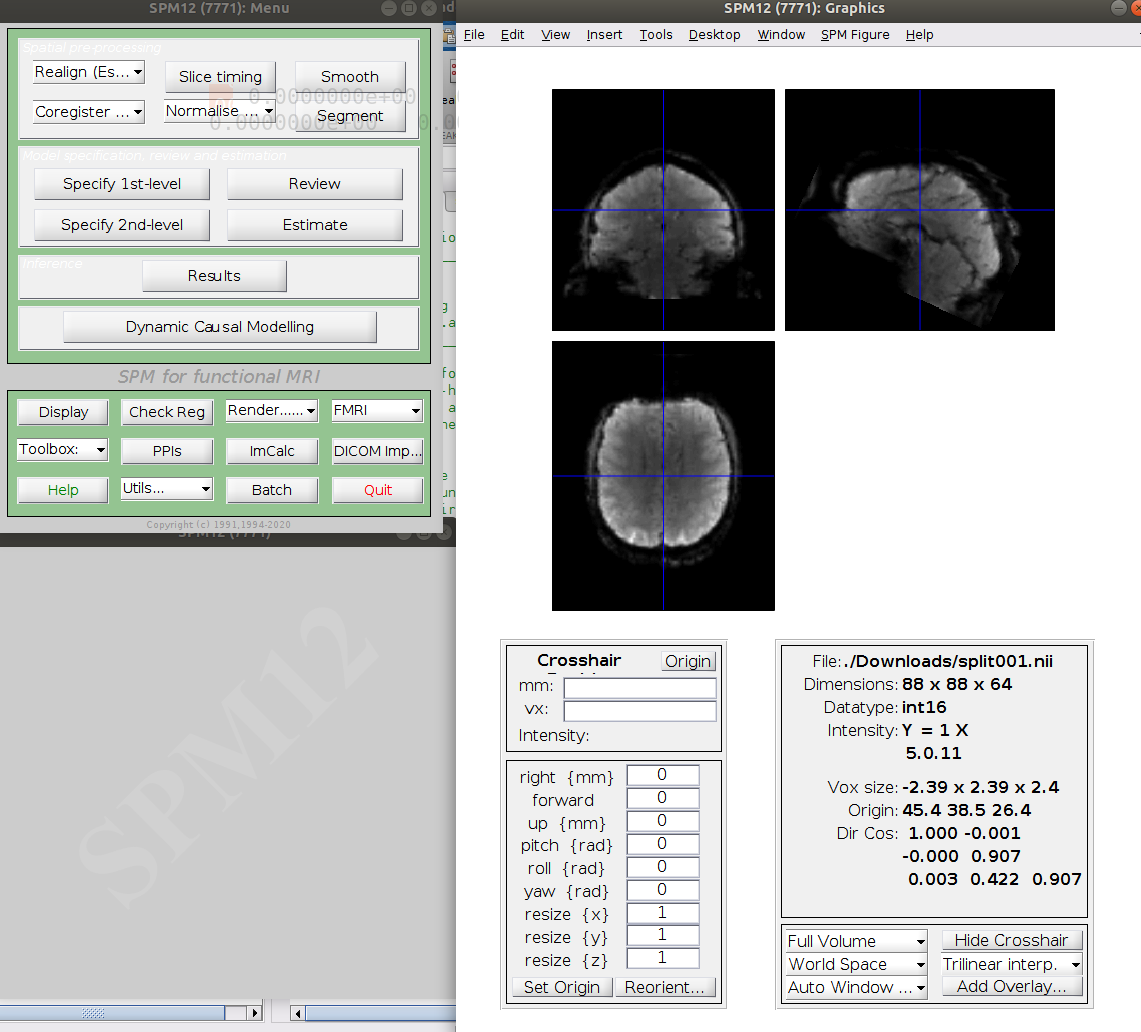 SPM12 (7771): Menu
Spatial pre-processing
Realign (Es...
Slice timing
Smooth
0.0000000e+00
Coregister ...
Normalise ...
Segment
0.0000000e+00
Model specification, review and estimation
Specify 1st-level
Review
Specify 2nd-level
Estimate
Inference
Results
Dynamic Causal Modelling
SPM for functional MRI
Display
Check Reg
Render......
FMRI
Toolbox:
PPIs
ImCalc
DICOM Imp...
Help
Utils...
Batch
Quit
Copyright (c) 1991,1994-2020
SPM12 (7771)
SPM12
SPM12 (7771): Graphics
File Edit View Insert Tools Desktop Window SPM Figure Help
Crosshair
Origin
mm:
vx:
Intensity:
right {mm} 0
forward 0
up {mm} 0
pitch {rad} 0
roll {rad} 0
yaw {rad} 0
resize {x} 1
resize {y} 1
resize {z} 1
Set Origin
Reorient...
File: ./Downloads/split001.nii
Dimensions: 88 x 88 x 64
Datatype: int16
Intensity: Y = 1 X
5.0.11
Vox size: -2.39 x 2.39 x 2.4
Origin: 45.4 38.5 26.4
Dir Cos: 1.000 -0.001
-0.000 0.907
0.003 0.422 0.907
Full Volume
Hide Crosshair
World Space
Trilinear interp.
Auto Window ...
Add Overlay...